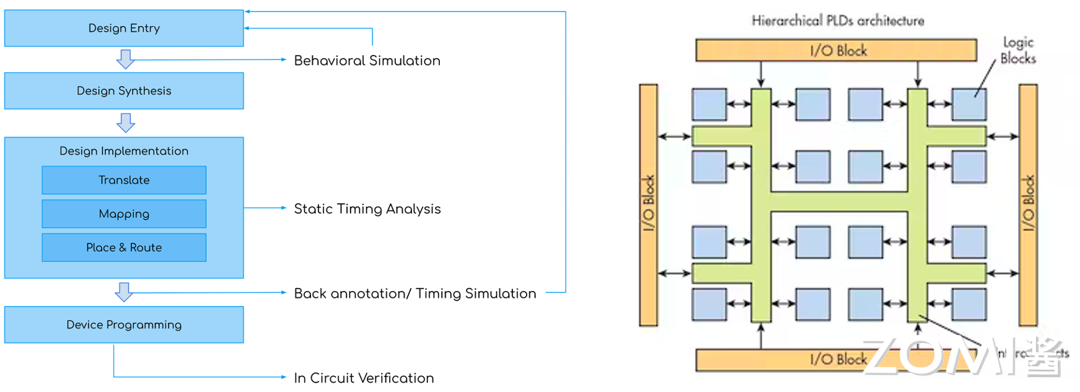 Design Entry
Behavioral Simulation
Design Synthesis
Design Implementation
Translate
Mapping
Place & Route
Static Timing Analysis
Back annotation/ Timing Simulation
Device Programming
In Circuit Verification
Hierarchical PLDs architecture
I/O Block
Logic
Blocks
I/O Block
I/O Block
I/O Block
ZOMI酱